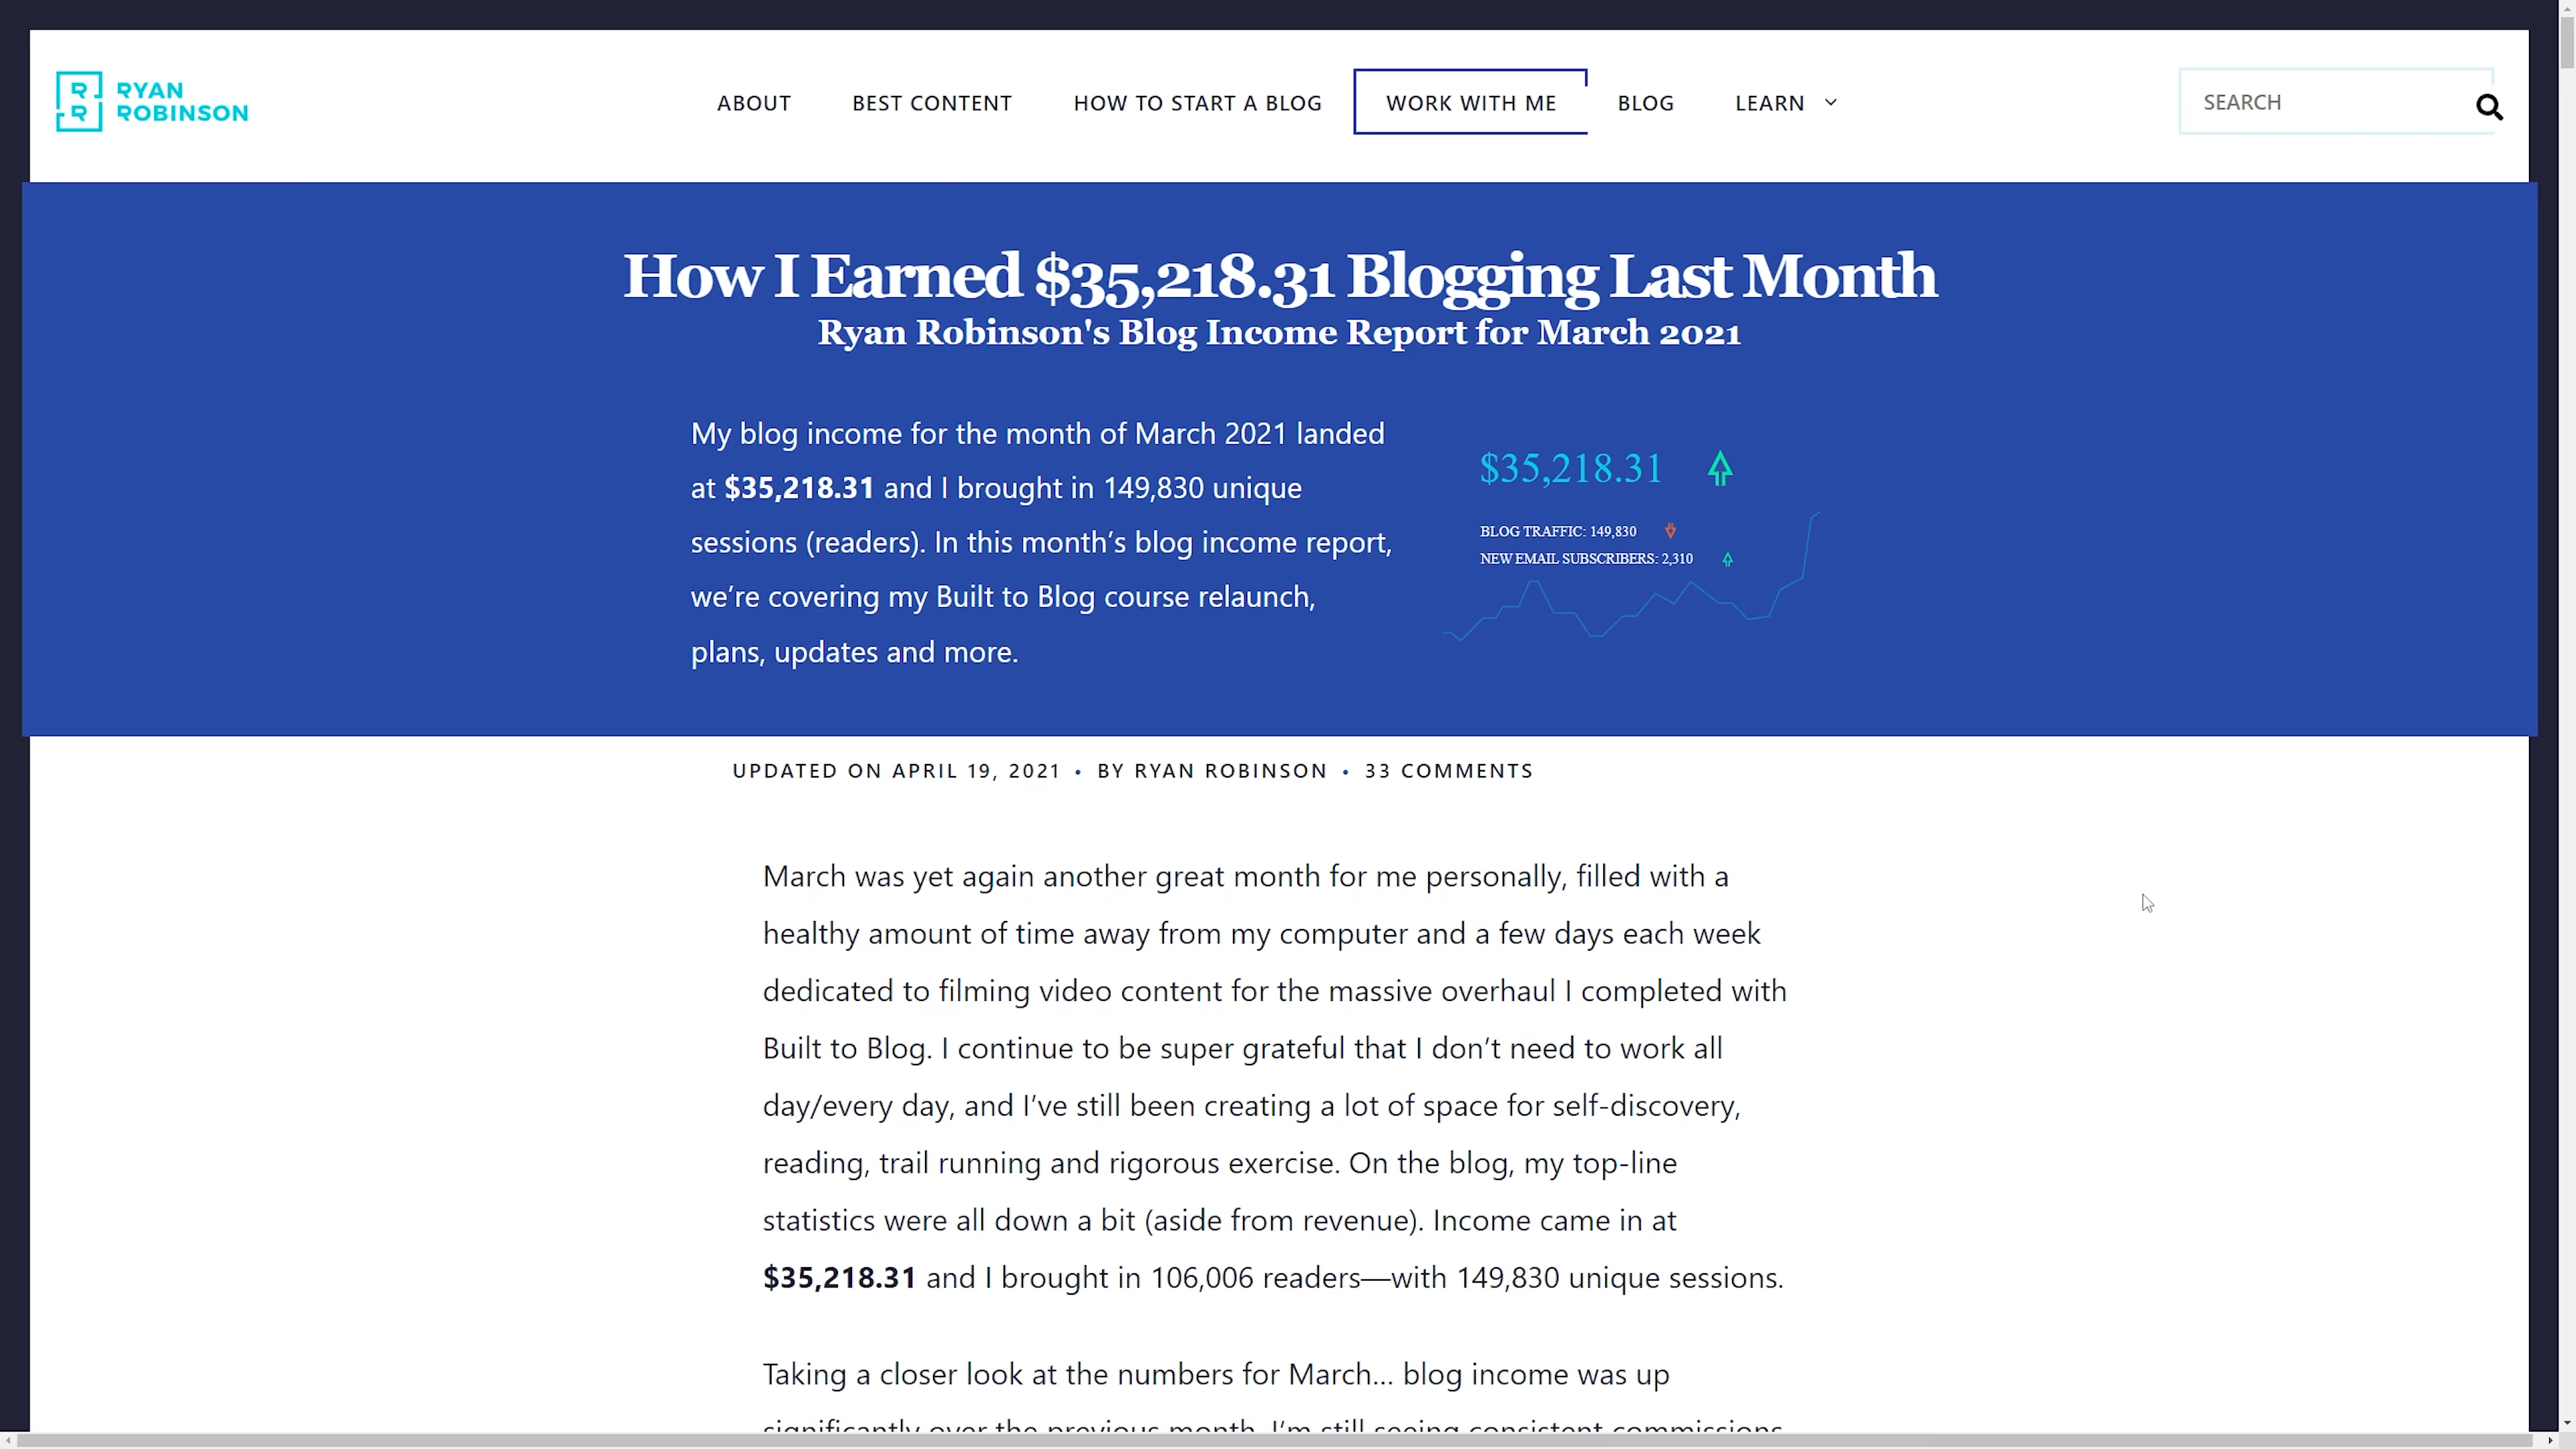 R
R
RYAN
ROBINSON
ABOUT
BEST CONTENT
HOW TO START A BLOG
WORK WITH ME
BLOG
LEARN
SEARCH
How I Earned $35,218.31 Blogging Last Month
Ryan Robinson's Blog Income Report for March 2021
My blog income for the month of March 2021 landed
at $35,218.31 and I brought in 149,830 unique
sessions (readers). In this month’s blog income report,
we’re covering my Built to Blog course relaunch,
plans, updates and more.
$35,218.31
BLOG TRAFFIC: 149,830
NEW EMAIL SUBSCRIBERS: 2,310
UPDATED ON APRIL 19, 2021 • BY RYAN ROBINSON • 33 COMMENTS
March was yet again another great month for me personally, filled with a
healthy amount of time away from my computer and a few days each week
dedicated to filming video content for the massive overhaul I completed with
Built to Blog. I continue to be super grateful that I don’t need to work all
day/every day, and I’ve still been creating a lot of space for self-discovery,
reading, trail running and rigorous exercise. On the blog, my top-line
statistics were all down a bit (aside from revenue). Income came in at
$35,218.31 and I brought in 106,006 readers—with 149,830 unique sessions.
Taking a closer look at the numbers for March… blog income was up
significantly over the previous month. I’m still seeing consistent commissions